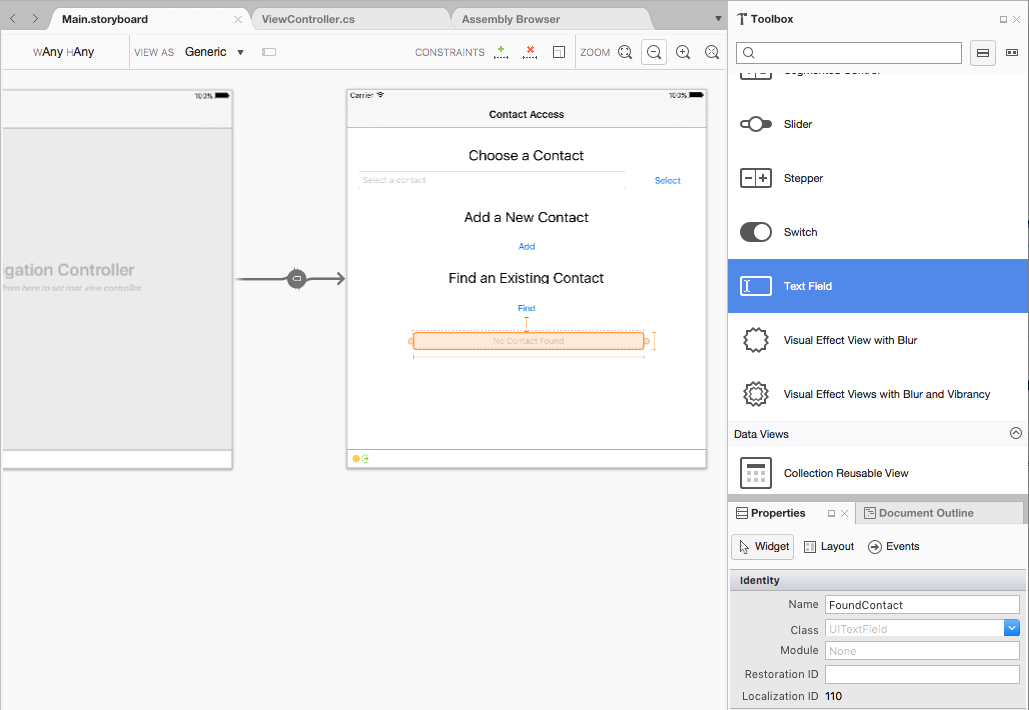 Main.storyboard
ViewController.cs
Assembly Browser
wAny hAny
VIEW AS Generic
CONSTRAINTS
ZOOM
100%
igation Controller
from here to set root view controller.
Carrier
100%
Contact Access
Choose a Contact
Select a contact
Select
Add a New Contact
Add
Find an Existing Contact
Find
No Contact Found
Toolbox
Segmented Control
Slider
Stepper
Switch
Text Field
Visual Effect View with Blur
Visual Effect Views with Blur and Vibrancy
Data Views
Collection Reusable View
Properties
Document Outline
Widget
Layout
Events
Identity
Name FoundContact
Class UITextField
Module None
Restoration ID
Localization ID 110